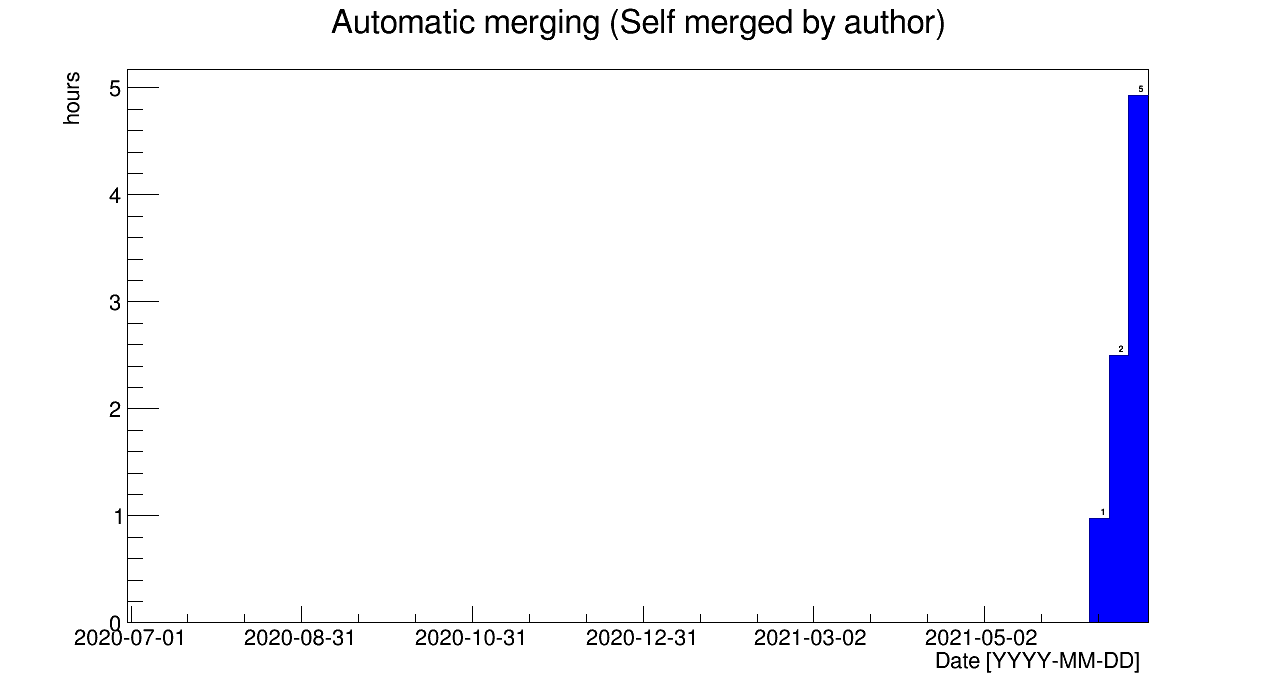 Automatic merging (Self merged by author)
hours
5
4
3
2
1
0
5
2
1
2020-07-01 2020-08-31 2020-10-31 2020-12-31 2021-03-02 2021-05-02
Date [YYYY-MM-DD]